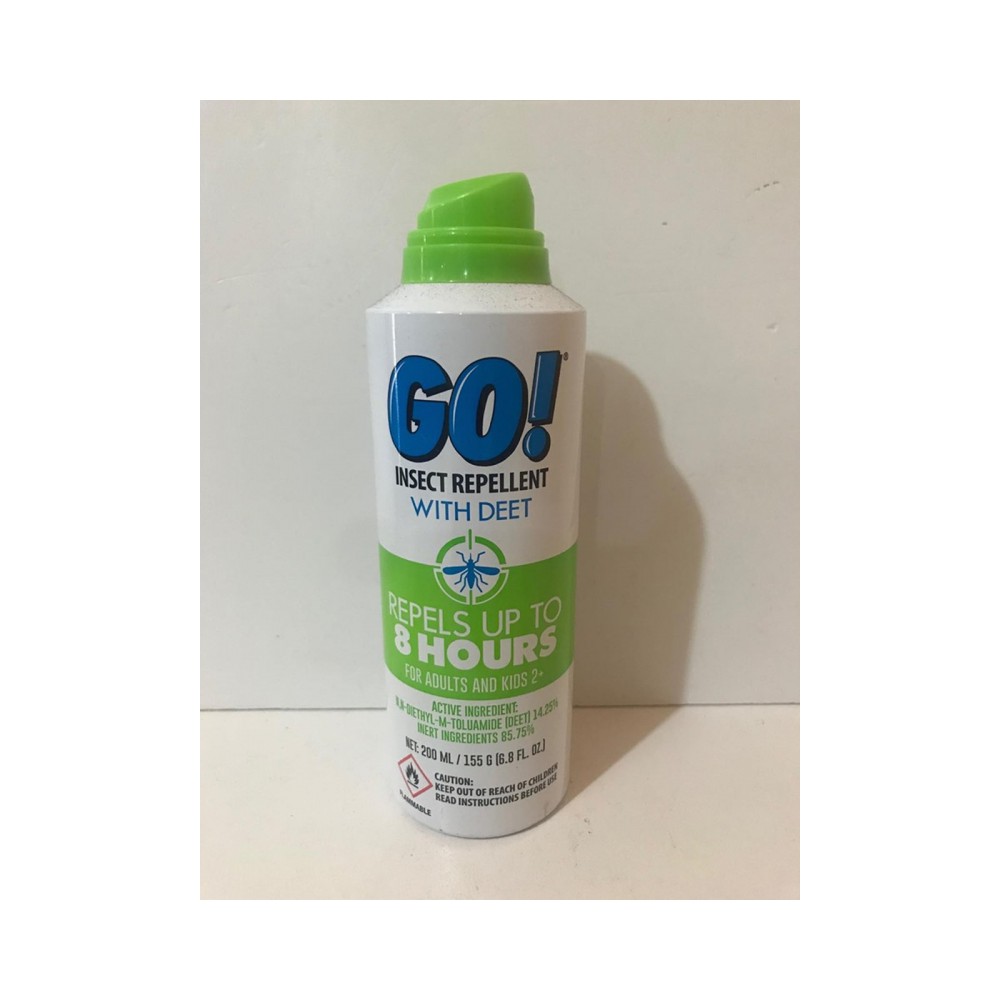 GO!®
INSECT REPELLENT
WITH DEET
REPELS UP TO
8 HOURS
FOR ADULTS AND KIDS 2+
ACTIVE INGREDIENT:
N,N-DIETHYL-M-TOLUAMIDE (DEET) 14.25%
INERT INGREDIENTS 85.75%
NET: 200 ML / 155 G (6.8 FL. OZ.)
CAUTION:
KEEP OUT OF REACH OF CHILDREN
READ INSTRUCTIONS BEFORE USE
FLAMMABLE